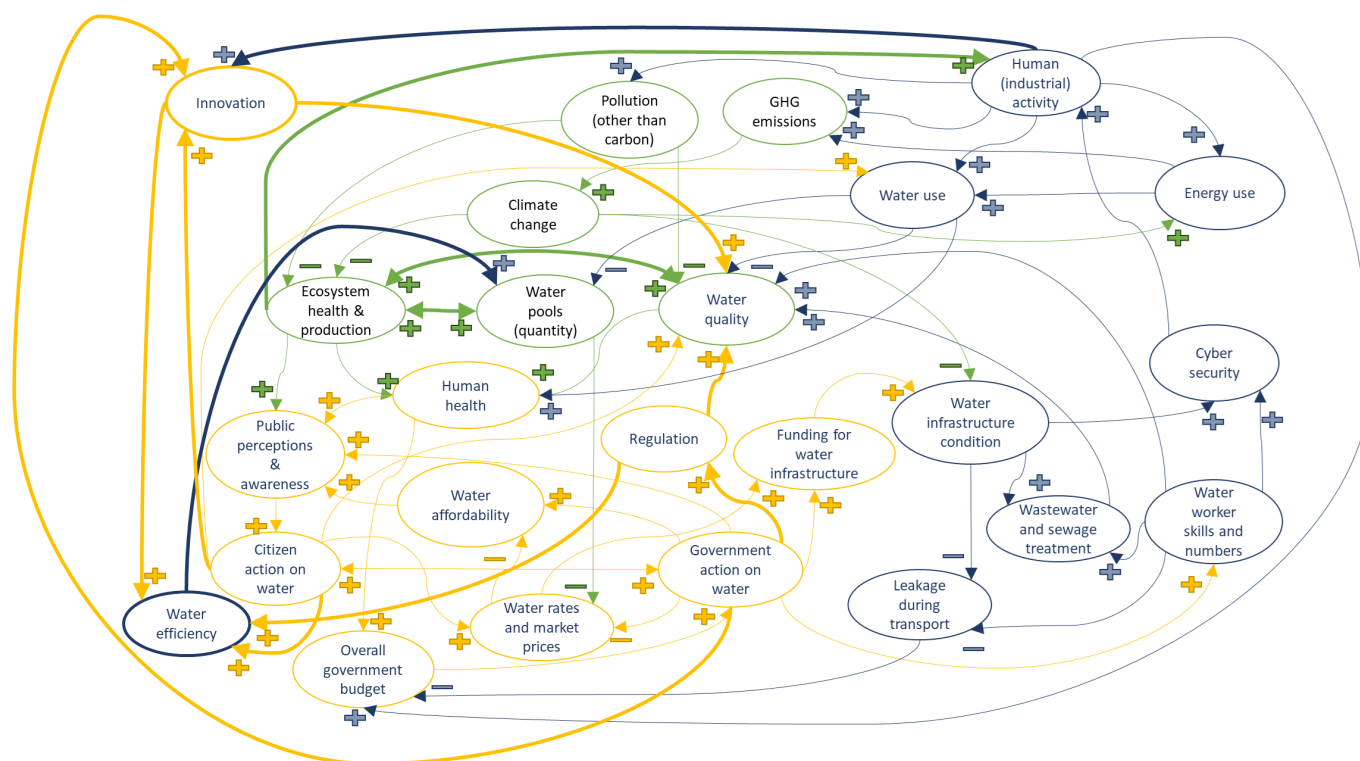 Human
(industrial)
activity
Innovation
Pollution
(other than
carbon)
GHG
emissions
Water use
Energy use
Climate
change
Ecosystem
health &
production
Water
pools
(quantity)
Water
quality
Cyber
security
Human
health
Public
perceptions
&
awareness
Regulation
Funding for
water
infrastructure
Water
infrastructure
condition
Water
affordability
Wastewater
and sewage
treatment
Water
worker
skills and
numbers
Citizen
action on
water
Government
action on
water
Leakage
during
transport
Water
efficiency
Water rates
and market
prices
Overall
government
budget